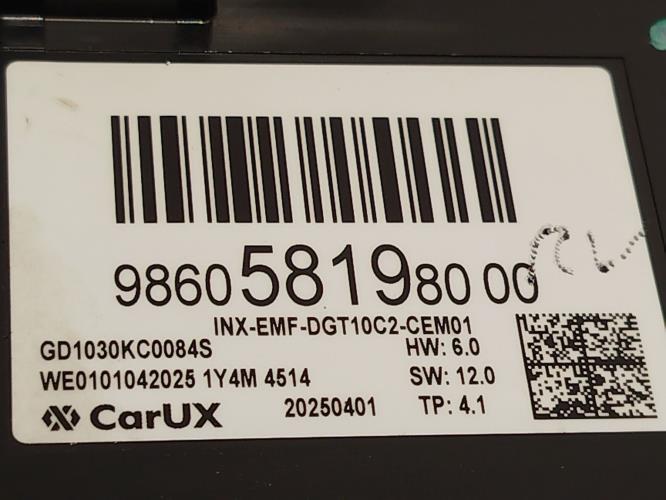 9860581980 00
INX-EMF-DGT10C2-CEM01
GD1030KC0084S HW: 6.0
WE0101042025 1Y4M 4514 SW: 12.0
CarUX 20250401 TP: 4.1